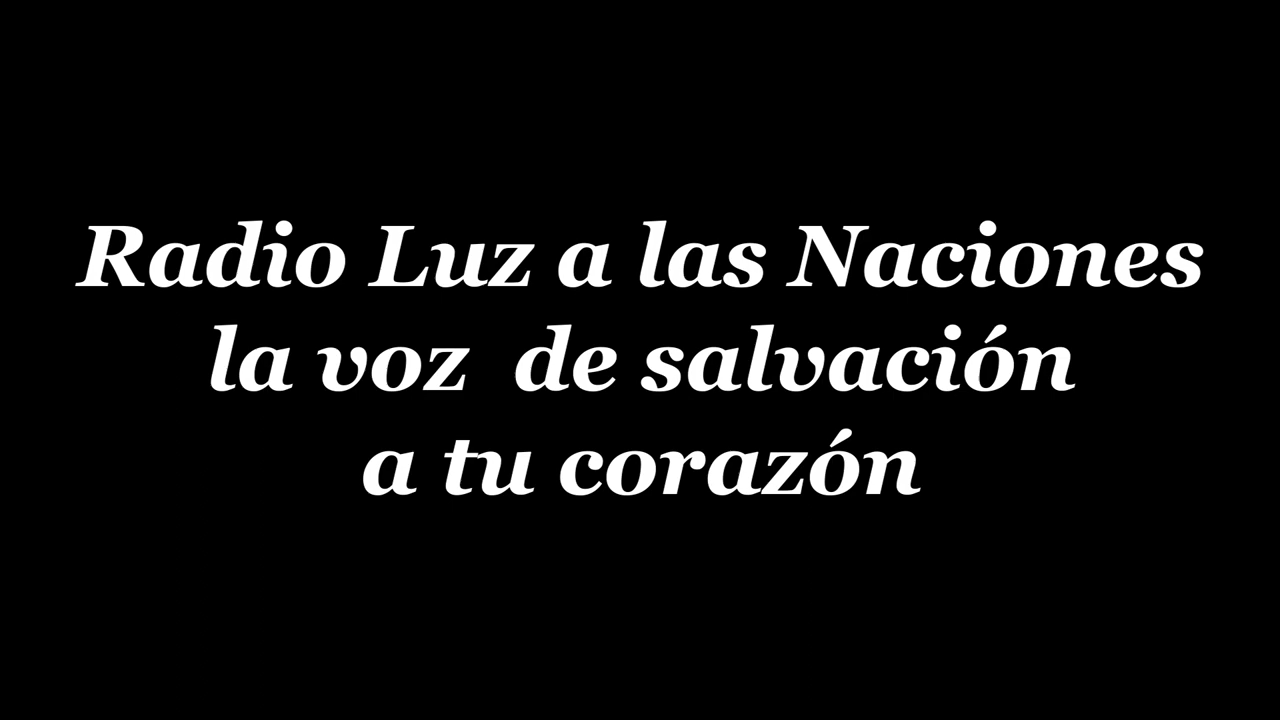 Radio Luz a las Naciones
la voz  de salvación
a tu corazón